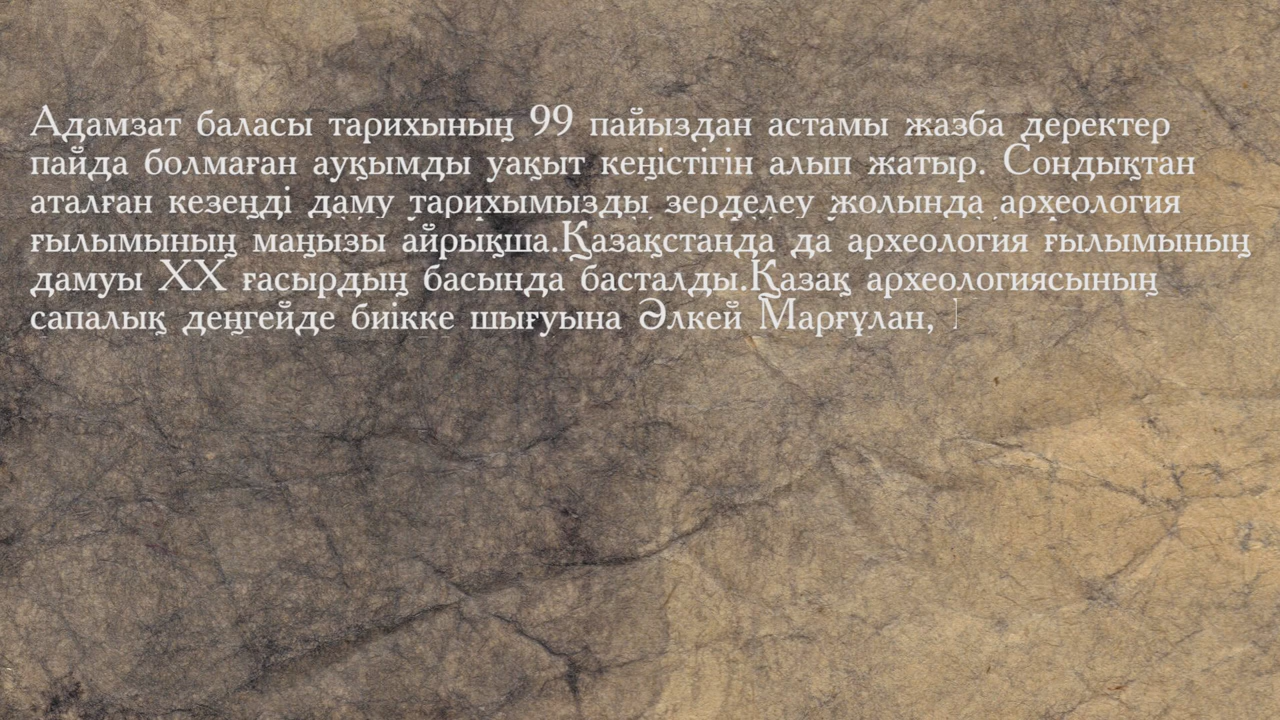 Адамзат баласы тарихының 99 пайыздан астамы жазба деректер
пайда болмаған ауқымды уақыт кеңістігін алып жатыр. Сондықтан
аталған кезеңді даму тарихымызды зерделеу жолында археология
ғылымының маңызы айрықша.Қазақстанда да археология ғылымының
дамуы ХХ ғасырдың басында басталды.Қазақ археологиясының
сапалық деңгейде биікке шығуына Әлкей Марғұлан,